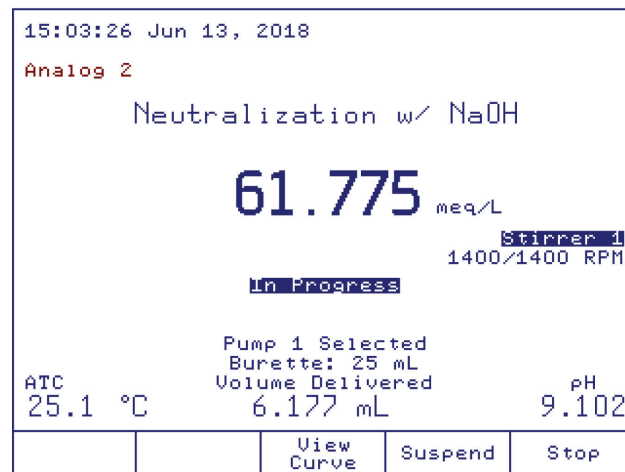 15:03:26 Jun 13, 2018
Analog 2
Neutralization w/ NaOH
61.775 meq/L
Stirrer 1
1400/1400 RPM
In Progress
Pump 1 Selected
Burette: 25 mL
ATC Volume Delivered pH
25.1 °C 6.177 mL 9.102
View Curve Suspend Stop